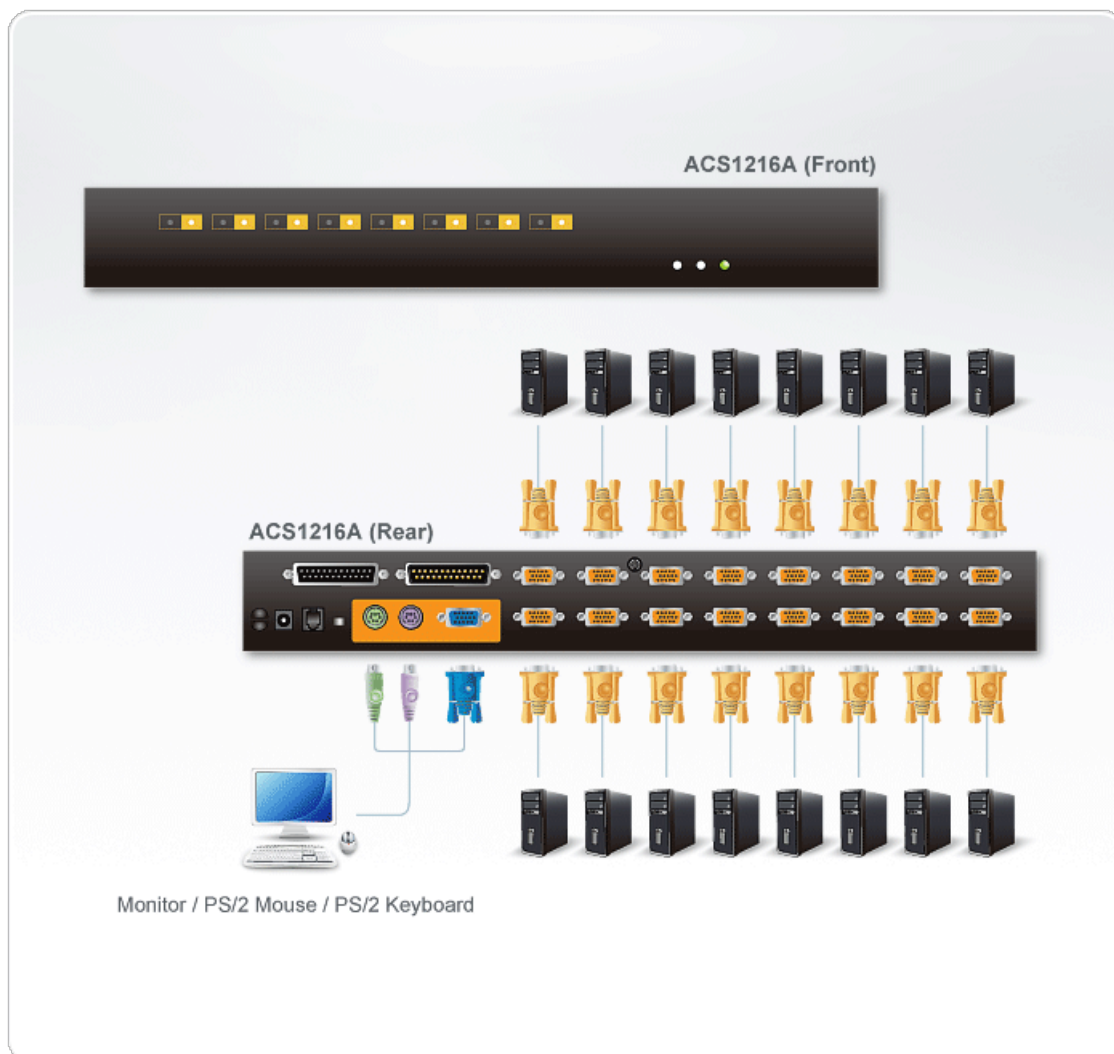 ACS1216A (Front)
ACS1216A (Rear)
Monitor / PS/2 Mouse / PS/2 Keyboard